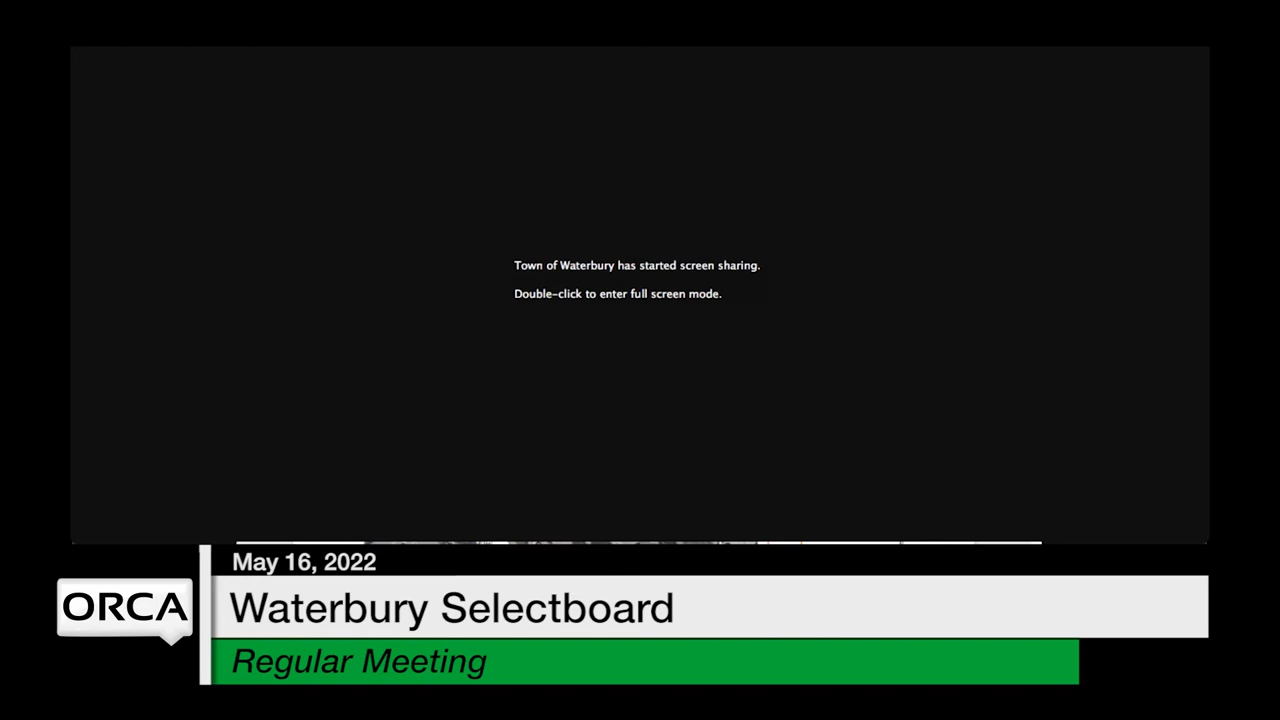 Town of Waterbury has started screen sharing.
Double-click to enter full screen mode.
May 16, 2022
ORCA
Waterbury Selectboard
Regular Meeting